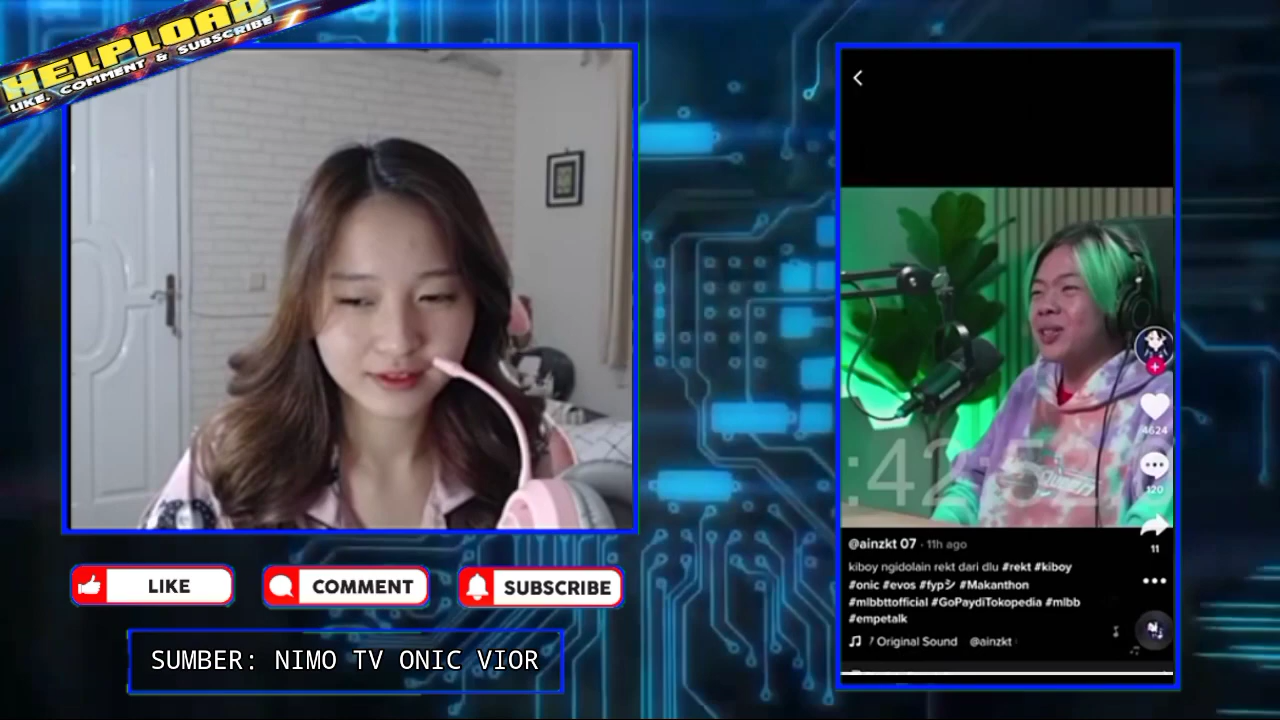 HELPLOAD
LIKE, COMMENT & SUBSCRIBE
:42:52
4624
120
11
@ainzkt 07 · 11h ago
kiboy ngidolain rekt dari dlu #rekt #kiboy
#onic #evos #fypシ #Makanthon
#mlbbttofficial #GoPaydiTokopedia #mlbb
#empetalk
Original Sound @ainzkt
LIKE
COMMENT
SUBSCRIBE
SUMBER: NIMO TV ONIC VIOR